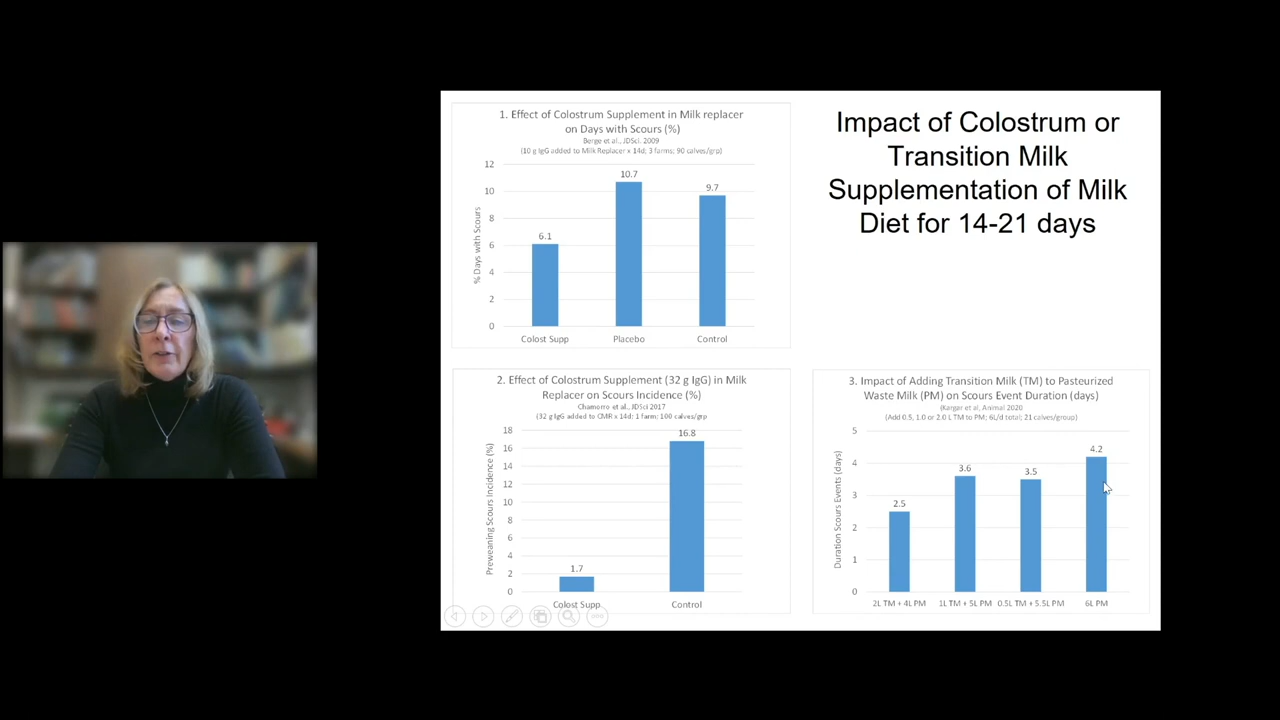 1. Effect of Colostrum Supplement in Milk replacer
on Days with Scours (%)
Berge et al., JDSci. 2009
(10 g IgG added to Milk Replacer x 14d; 3 farms; 90 calves/grp)
12
10
8
6
4
2
0
% Days with Scours
6.1
10.7
9.7
Colost Supp
Placebo
Control
Impact of Colostrum or
Transition Milk
Supplementation of Milk
Diet for 14-21 days
2. Effect of Colostrum Supplement (32 g IgG) in Milk
Replacer on Scours Incidence (%)
Chamorro et al., JDSci 2017
(32 g IgG added to CMR x 14d; 1 farm; 100 calves/grp
18
16
14
12
10
8
6
4
2
0
Preweaning Scours Incidence (%)
1.7
16.8
Colost Supp
Control
3. Impact of Adding Transition Milk (TM) to Pasteurized
Waste Milk (PM) on Scours Event Duration (days)
(Kargar et al, Animal 2020
(Add 0.5, 1.0 or 2.0 L TM to PM; 6L/d total; 21 calves/group)
5
4
3
2
1
0
Duration Scours Events (days)
2.5
3.6
3.5
4.2
2L TM + 4L PM
1L TM + 5L PM
0.5L TM + 5.5L PM
6L PM